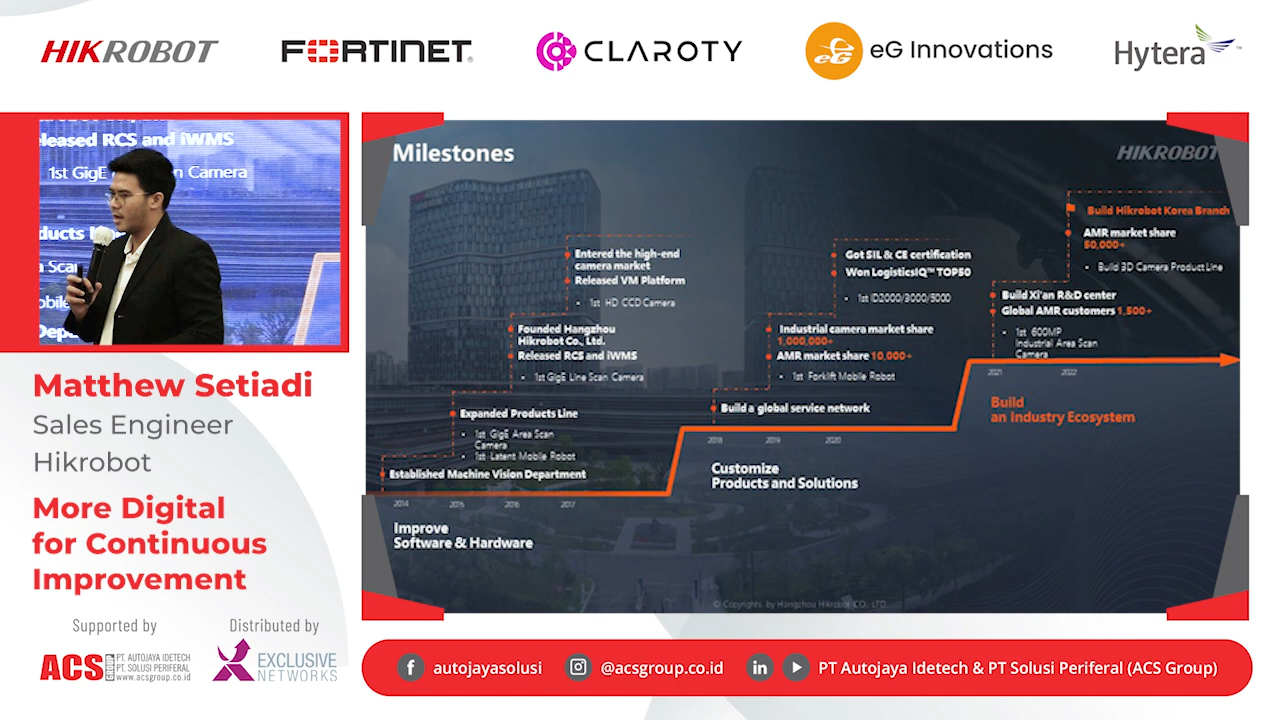 HIKROBOT
FORTINET
CLAROTY
eG Innovations
Hytera
leased RCS and iWMS
1st GigE
n Camera
ducts
a Scan
Matthew Setiadi
Sales Engineer
Hikrobot
More Digital
for Continuous
Improvement
Supported by
ACS
PT. AUTOJAYA IDETECH
PT. SOLUSI PERIFERAL
www.acsgroup.co.id
Distributed by
EXCLUSIVE
NETWORKS
Milestones
HIKROBOT
Established Machine Vision Department
Expanded Products Line
1st GigE Area Scan
Camera
1st Latent Mobile Robot
Founded Hangzhou
Hikrobot Co., Ltd.
Released RCS and iWMS
1st GigE Line Scan Camera
Entered the high-end
camera market
Released VM Platform
1st HD CCD Camera
2014
2015
2016
2017
Improve
Software & Hardware
Build a global service network
Industrial camera market share
1,000,000+
AMR market share 10,000+
1st Forklift Mobile Robot
Got SIL & CE certification
Won LogisticsIQ™ TOP50
1st ID2000/3000/5000
2018
2019
2020
Customize
Products and Solutions
Build Xi'an R&D center
Global AMR customers 1,500+
1st 600MP
Industrial Area Scan
Camera
Build Hikrobot Korea Branch
AMR market share
50,000+
Build 3D Camera Product Line
2021
2022
Build
an Industry Ecosystem
© Copyrights by Hangzhou Hikrobot CO., LTD.
autojayasolusi
@acsgroup.co.id
PT Autojaya Idetech & PT Solusi Periferal (ACS Group)